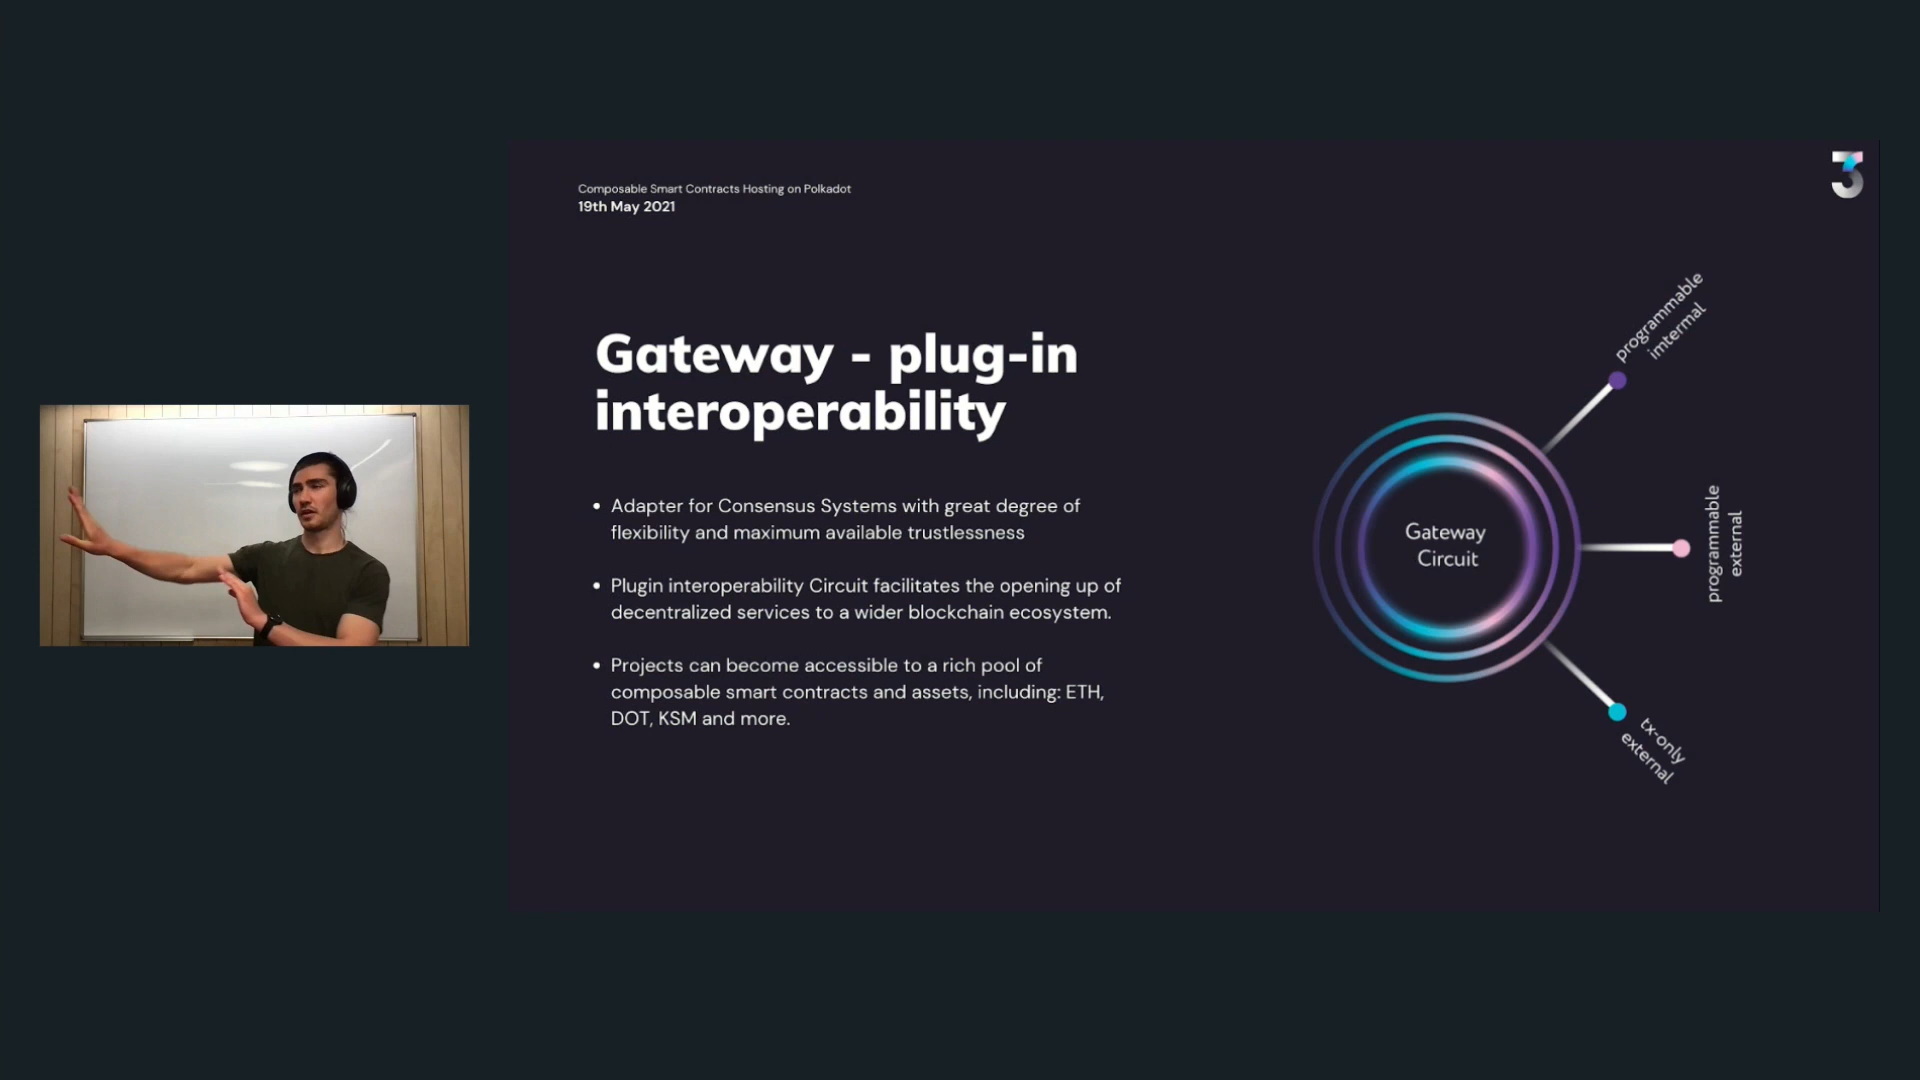 Composable Smart Contracts Hosting on Polkadot
19th May 2021
3
Gateway - plug-in
interoperability
• Adapter for Consensus Systems with great degree of
flexibility and maximum available trustlessness
• Plugin interoperability Circuit facilitates the opening up of
decentralized services to a wider blockchain ecosystem.
• Projects can become accessible to a rich pool of
composable smart contracts and assets, including: ETH,
DOT, KSM and more.
Gateway
Circuit
programmable
imtermal
programmable
external
tx-only
external